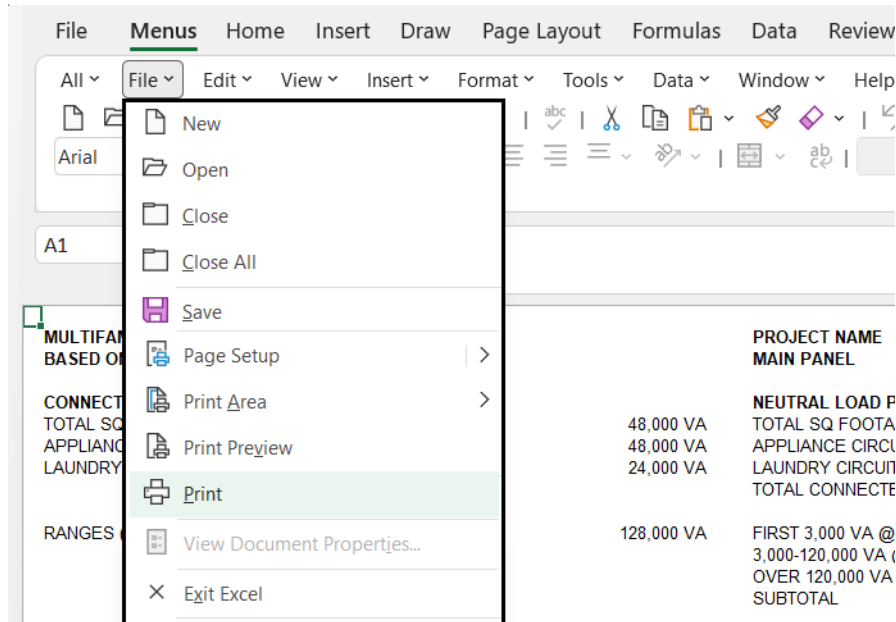 File Menus Home Insert Draw Page Layout Formulas Data Review
All File Edit View Insert Format Tools Data Window Help
New
abc
Arial
Open
ab
Close
A1
Close All
Save
MULTIFAM PROJECT NAME
BASED ON Page Setup MAIN PANEL
CONNECT Print Area NEUTRAL LOAD P
TOTAL SQ 48,000 VA TOTAL SQ FOOTA
APPLIANC Print Preview 48,000 VA APPLIANCE CIRCU
LAUNDRY 24,000 VA LAUNDRY CIRCUIT
Print TOTAL CONNECTE
RANGES ( 128,000 VA FIRST 3,000 VA @
View Document Properties... 3,000-120,000 VA
OVER 120,000 VA
Exit Excel SUBTOTAL